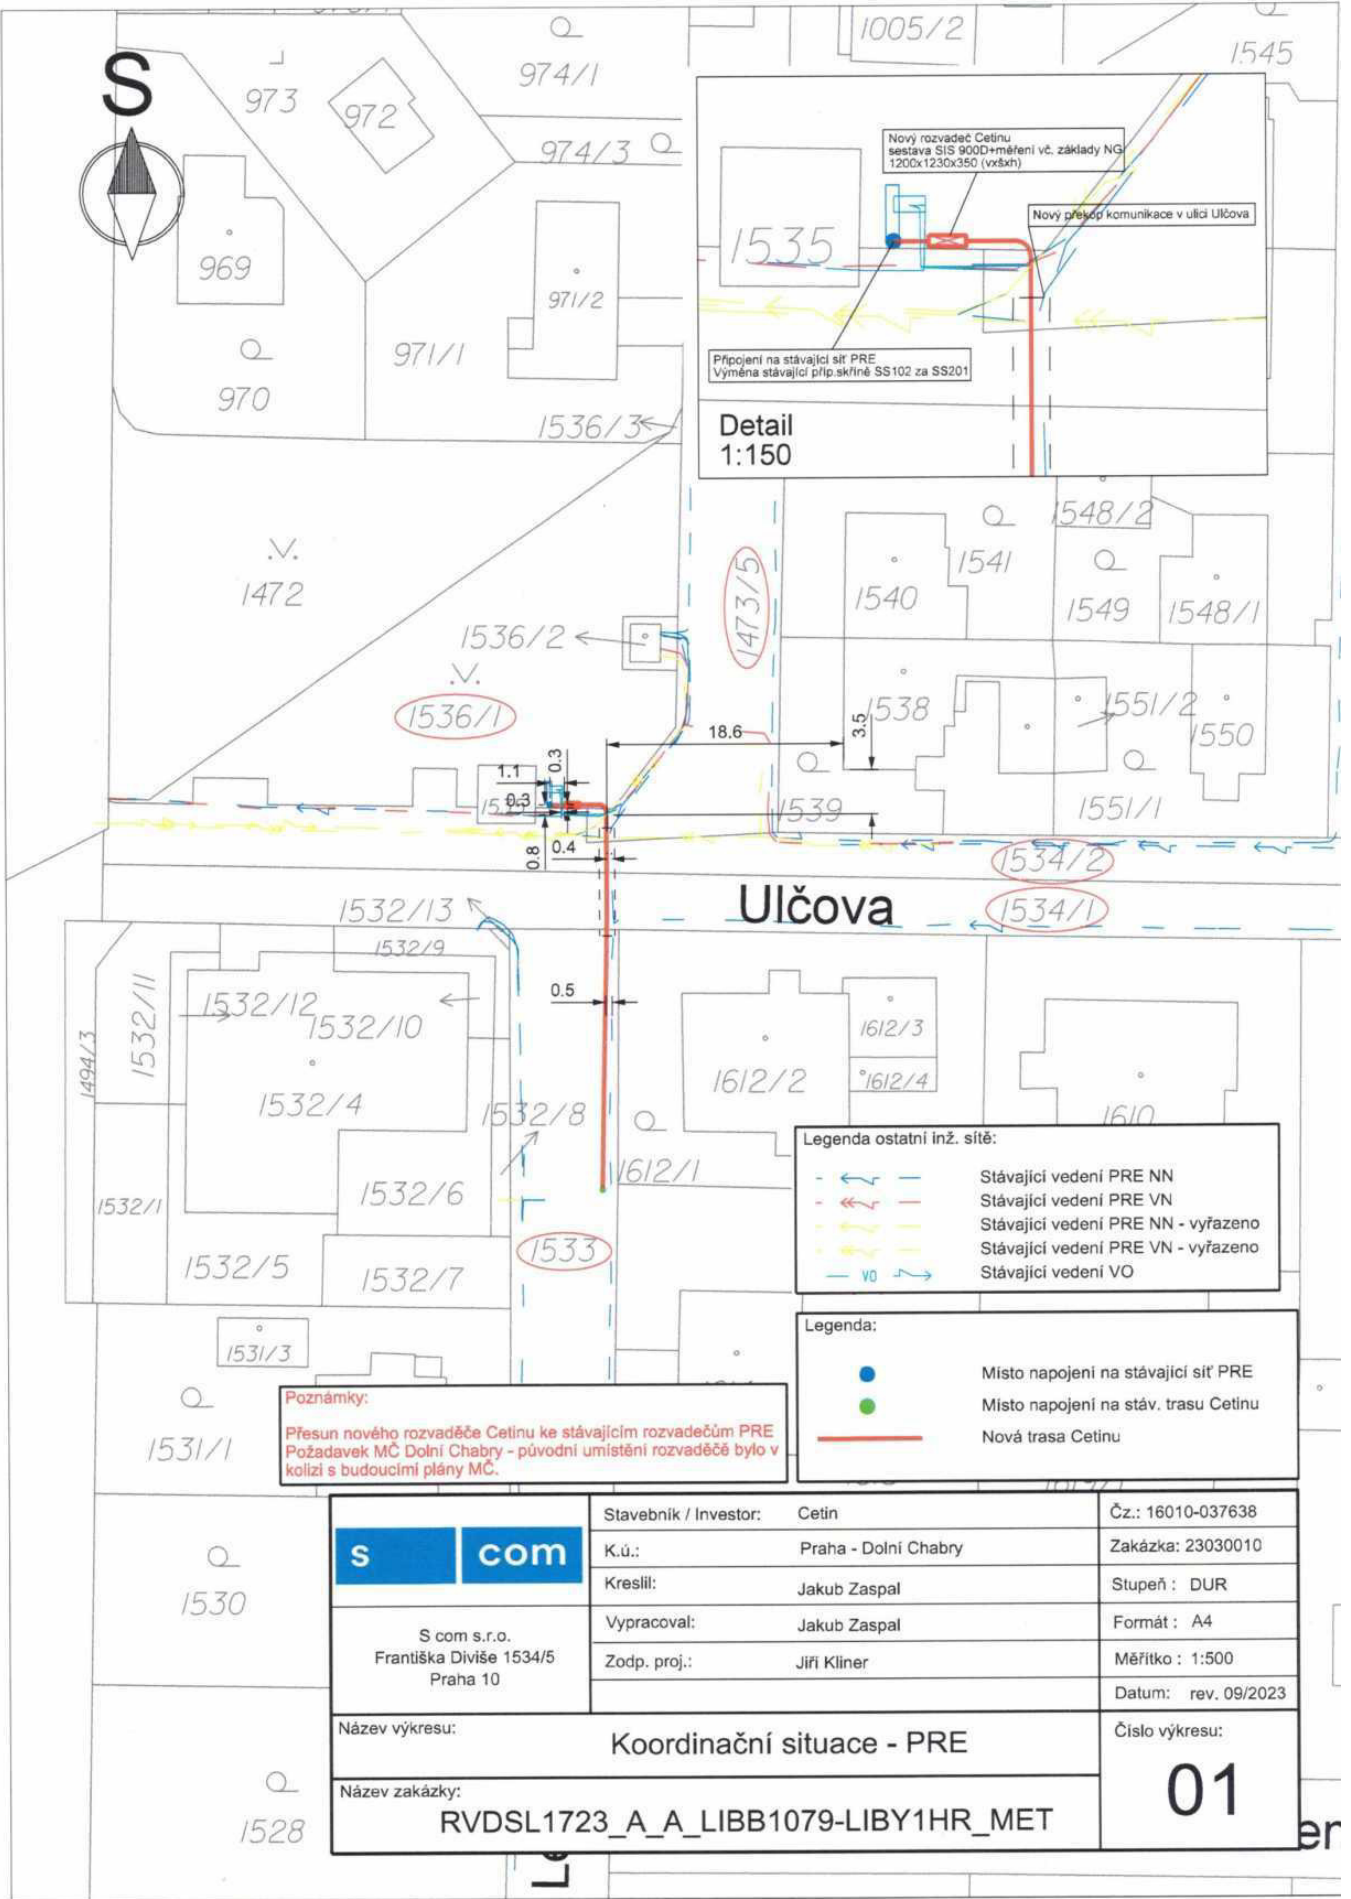 S
973
972
974/1
974/3
1005/2
1545
969
970
971/1
971/2
1536/3
Nový rozvaděč Cetinu
sestava SIS 900D+měření vč. základy NG
1200x1230x350 (vxšxh)
Nový překop komunikace v ulici Ulčova
1535
Připojení na stávající síť PRE
Výměna stávající přip.skříně SS102 za SS201
Detail
1:150
1472
1473/5
1540
1541
1548/2
1549
1548/1
1536/2
1536/1
18.6
3.5
1538
1551/2
1550
1.1
0.3
0.3
1539
1551/1
0.8
0.4
1534/2
Ulčova
1534/1
1532/13
1532/9
1532/11
1532/12
1532/10
0.5
1494/3
1532/4
1532/8
1612/3
1612/2
1612/4
1610
1612/1
1532/1
1532/6
1533
1532/5
1532/7
Legenda ostatní inž. sítě:
Stávající vedení PRE NN
Stávající vedení PRE VN
Stávající vedení PRE NN - vyřazeno
Stávající vedení PRE VN - vyřazeno
VO Stávající vedení VO
Legenda:
Místo napojení na stávající síť PRE
Místo napojení na stáv. trasu Cetinu
Nová trasa Cetinu
1531/3
1531/1
Poznámky:
Přesun nového rozvaděče Cetinu ke stávajícím rozvadečům PRE
Požadavek MČ Dolní Chabry - původní umístění rozvaděčě bylo v
kolizi s budoucími plány MČ.
1530
1528
s com
S com s.r.o.
Františka Diviše 1534/5
Praha 10
Stavebník / Investor: Cetin
K.ú.: Praha - Dolní Chabry
Kreslil: Jakub Zaspal
Vypracoval: Jakub Zaspal
Zodp. proj.: Jiří Kliner
Čz.: 16010-037638
Zakázka: 23030010
Stupeň : DUR
Formát : A4
Měřítko : 1:500
Datum: rev. 09/2023
Název výkresu:
Koordinační situace - PRE
Číslo výkresu:
01
Název zakázky:
RVDSL1723_A_A_LIBB1079-LIBY1HR_MET